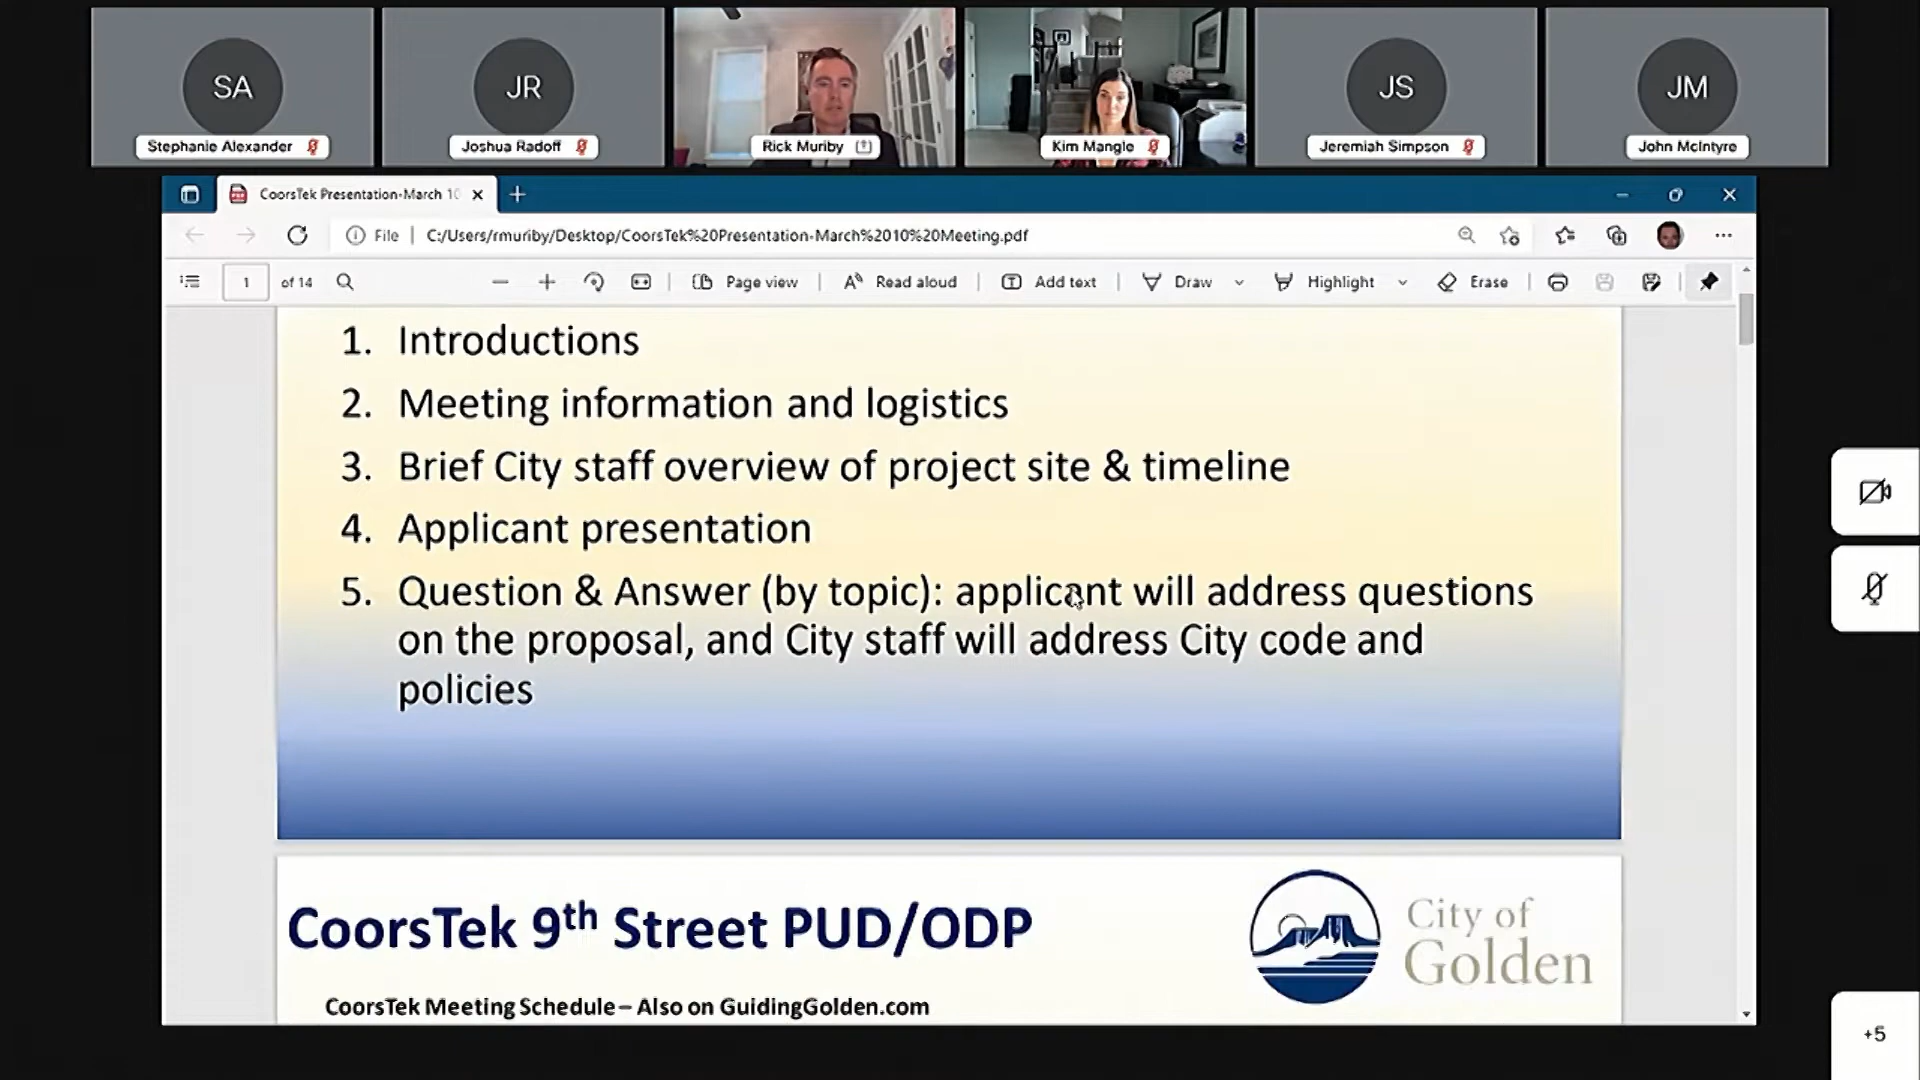 SA
JR
JS
JM
Stephanie Alexander
Joshua Radoff
Rick Muriby
Kim Mangle
Jeremiah Simpson
John McIntyre
CoorsTek Presentation-March 10
File
C:/Users/rmuriby/Desktop/CoorsTek%20Presentation-March%2010%20Meeting.pdf
1 of 14
Page view
Read aloud
Add text
Draw
Highlight
Erase
1. Introductions
2. Meeting information and logistics
3. Brief City staff overview of project site & timeline
4. Applicant presentation
5. Question & Answer (by topic): applicant will address questions
on the proposal, and City staff will address City code and
policies
CoorsTek 9th Street PUD/ODP
City of
Golden
CoorsTek Meeting Schedule – Also on GuidingGolden.com
+5